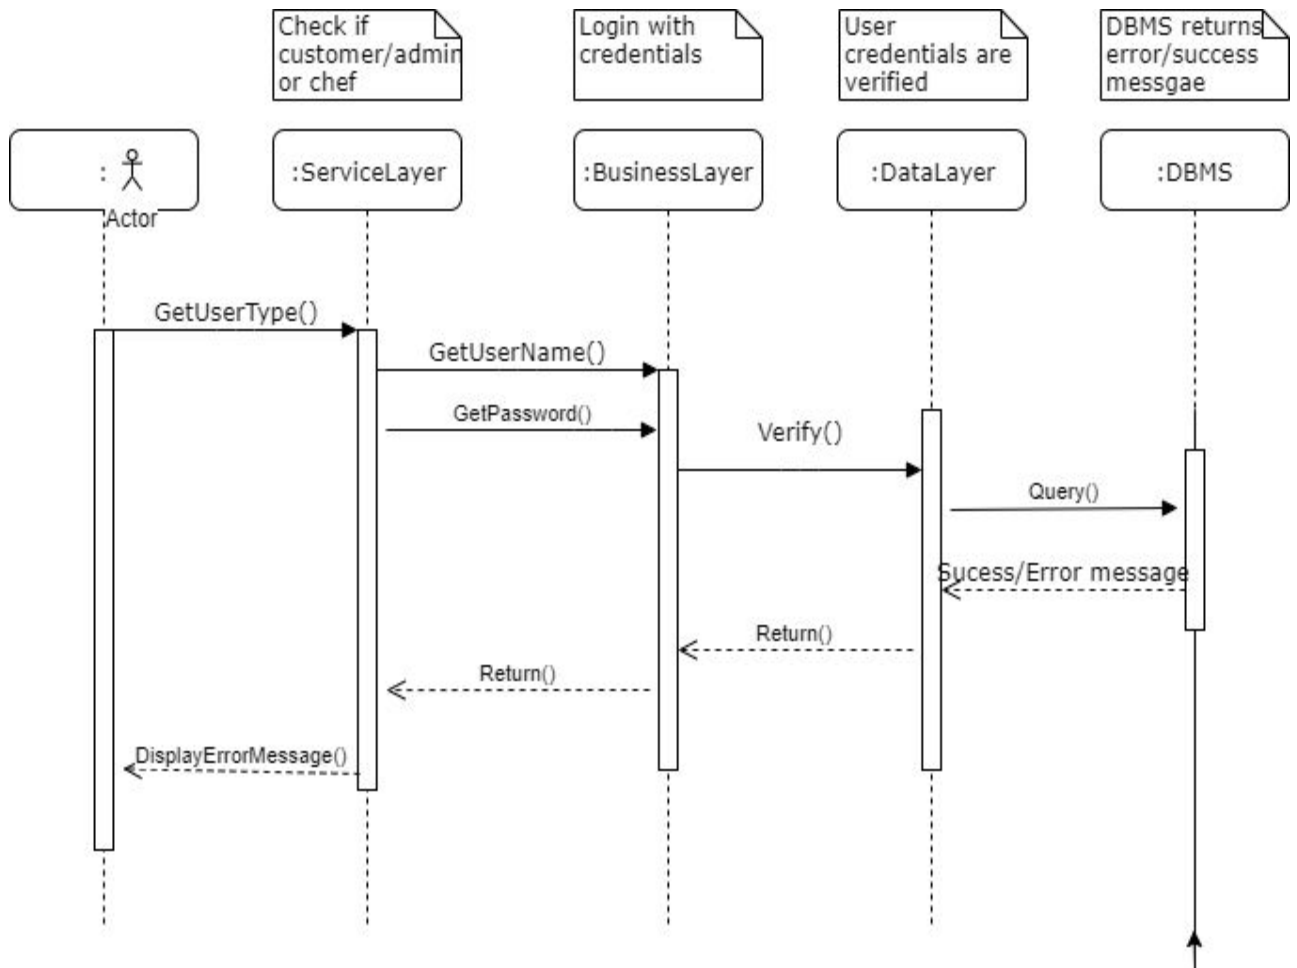 Check if
customer/admin
or chef
Login with
credentials
User
credentials are
verified
DBMS returns
error/success
messgae
:
Actor
:ServiceLayer
:BusinessLayer
:DataLayer
:DBMS
GetUserType()
GetUserName()
GetPassword()
Verify()
Query()
Sucess/Error message
Return()
Return()
DisplayErrorMessage()